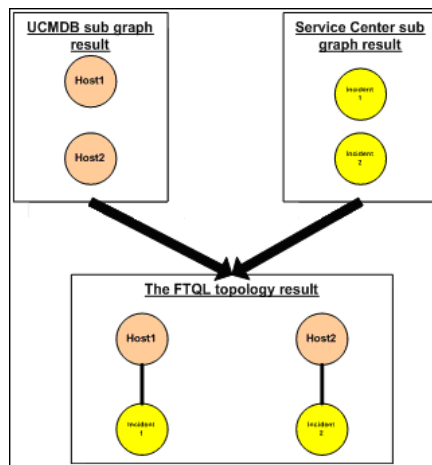 UCMDB sub graph
result
Host1
Host2
Service Center sub
graph result
Incident
1
Incident
2
The FTQL topology result
Host1
Host2
Incident
1
Incident
2